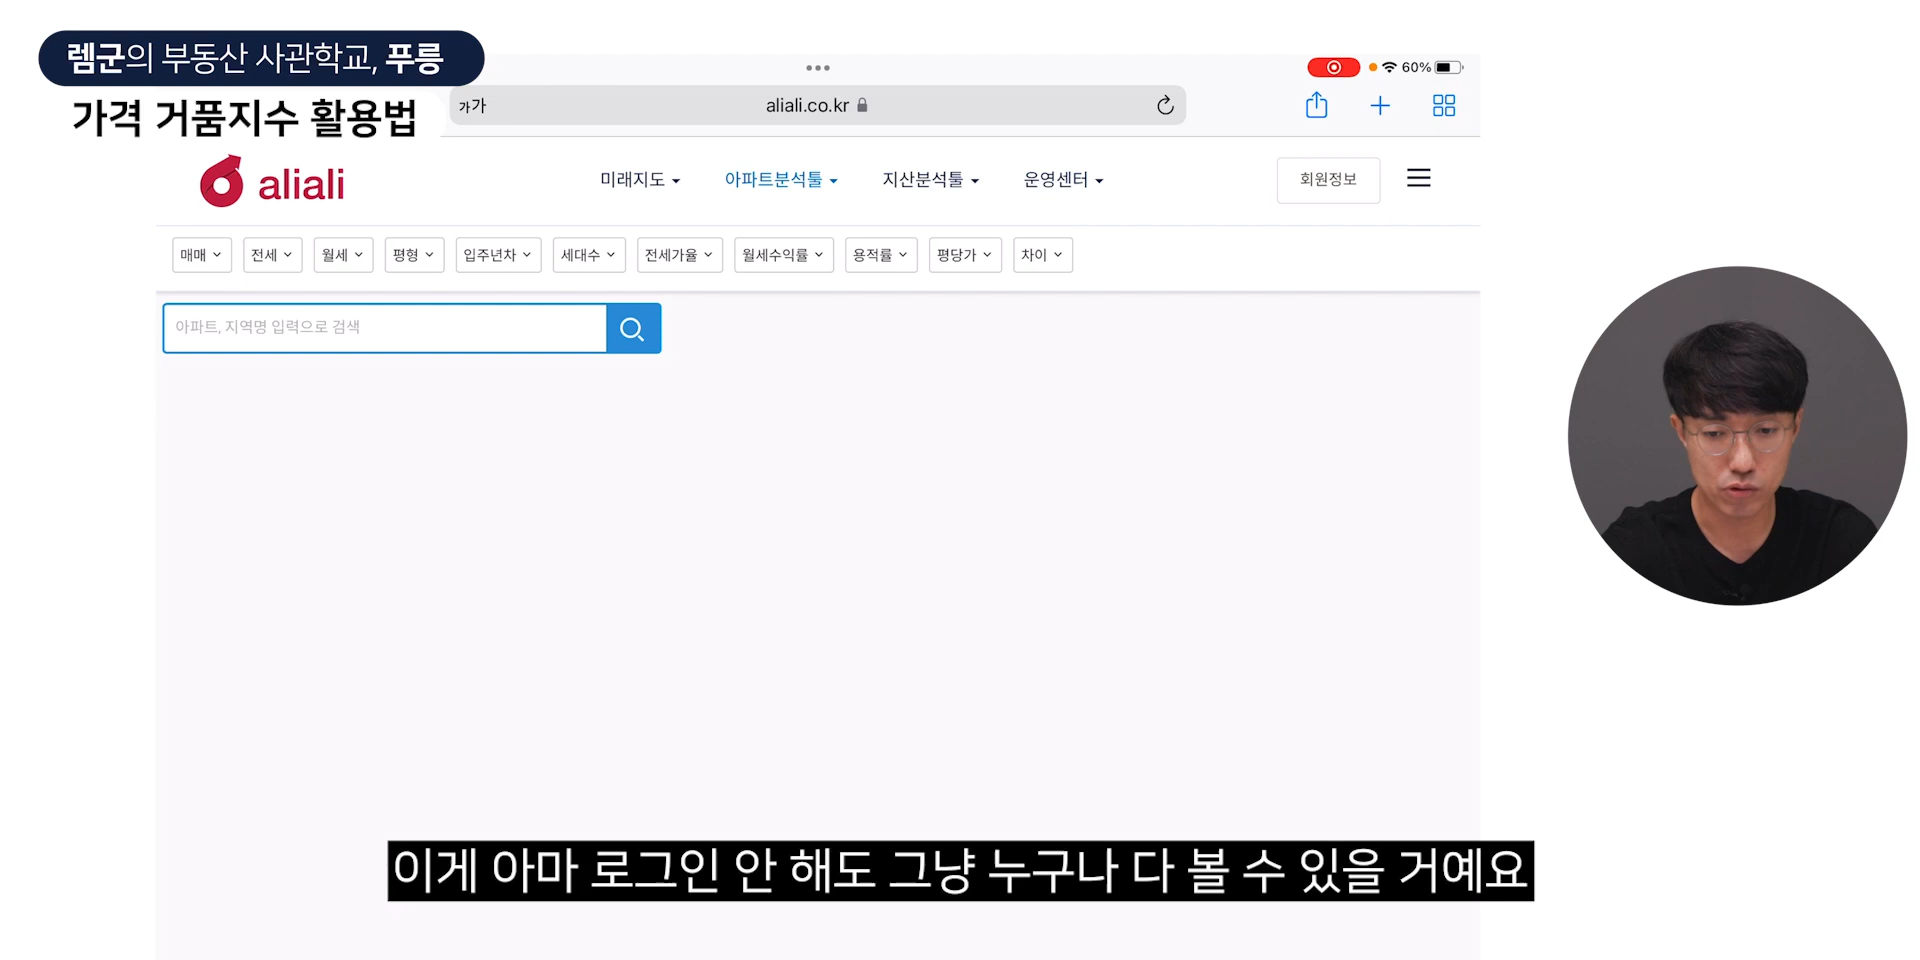 렘군의 부동산 사관학교, 푸릉
가격 거품지수 활용법
가가
aliali.co.kr
60%
aliali
미래지도
아파트분석툴
지산분석툴
운영센터
회원정보
매매
전세
월세
평형
입주년차
세대수
전세가율
월세수익률
용적률
평당가
차이
아파트, 지역명 입력으로 검색
이게 아마 로그인 안 해도 그냥 누구나 다 볼 수 있을 거예요